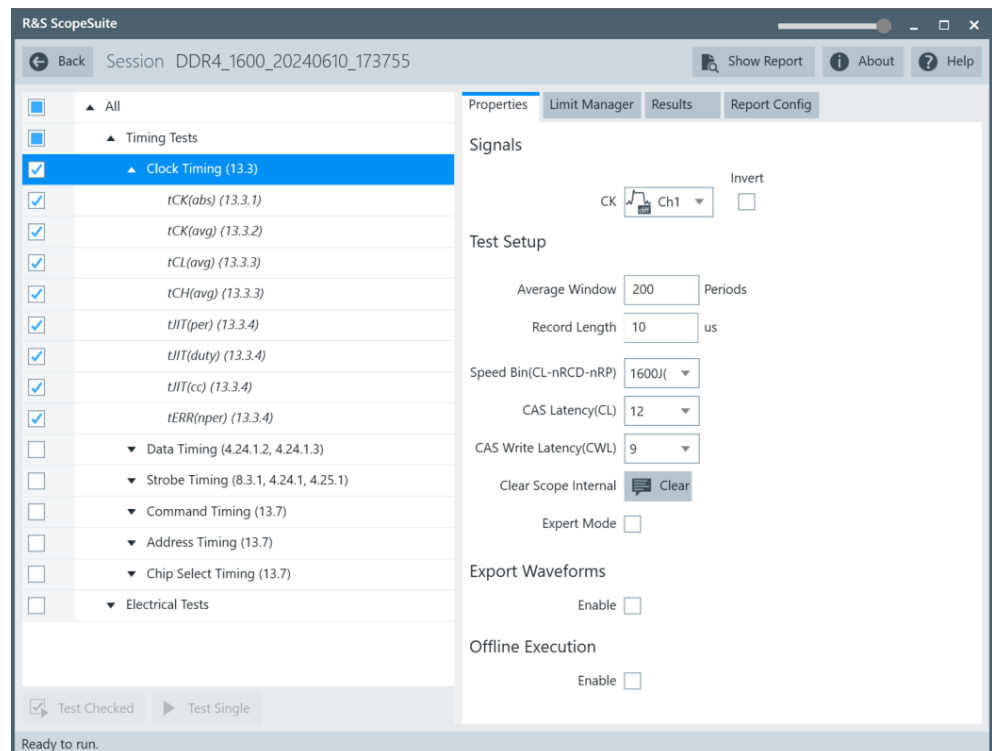 R&S ScopeSuite
Back Session DDR4_1600_20240610_173755 Show Report About Help
All
Timing Tests
Clock Timing (13.3)
tCK(abs) (13.3.1)
tCK(avg) (13.3.2)
tCL(avg) (13.3.3)
tCH(avg) (13.3.3)
tJIT(per) (13.3.4)
tJIT(duty) (13.3.4)
tJIT(cc) (13.3.4)
tERR(nper) (13.3.4)
Data Timing (4.24.1.2, 4.24.1.3)
Strobe Timing (8.3.1, 4.24.1, 4.25.1)
Command Timing (13.7)
Address Timing (13.7)
Chip Select Timing (13.7)
Electrical Tests
Test Checked Test Single
Properties Limit Manager Results Report Config
Signals
Invert
CK diff Ch1
Test Setup
Average Window 200 Periods
Record Length 10 us
Speed Bin(CL-nRCD-nRP) 1600J(
CAS Latency(CL) 12
CAS Write Latency(CWL) 9
Clear Scope Internal Clear
Expert Mode
Export Waveforms
Enable
Offline Execution
Enable
Ready to run.